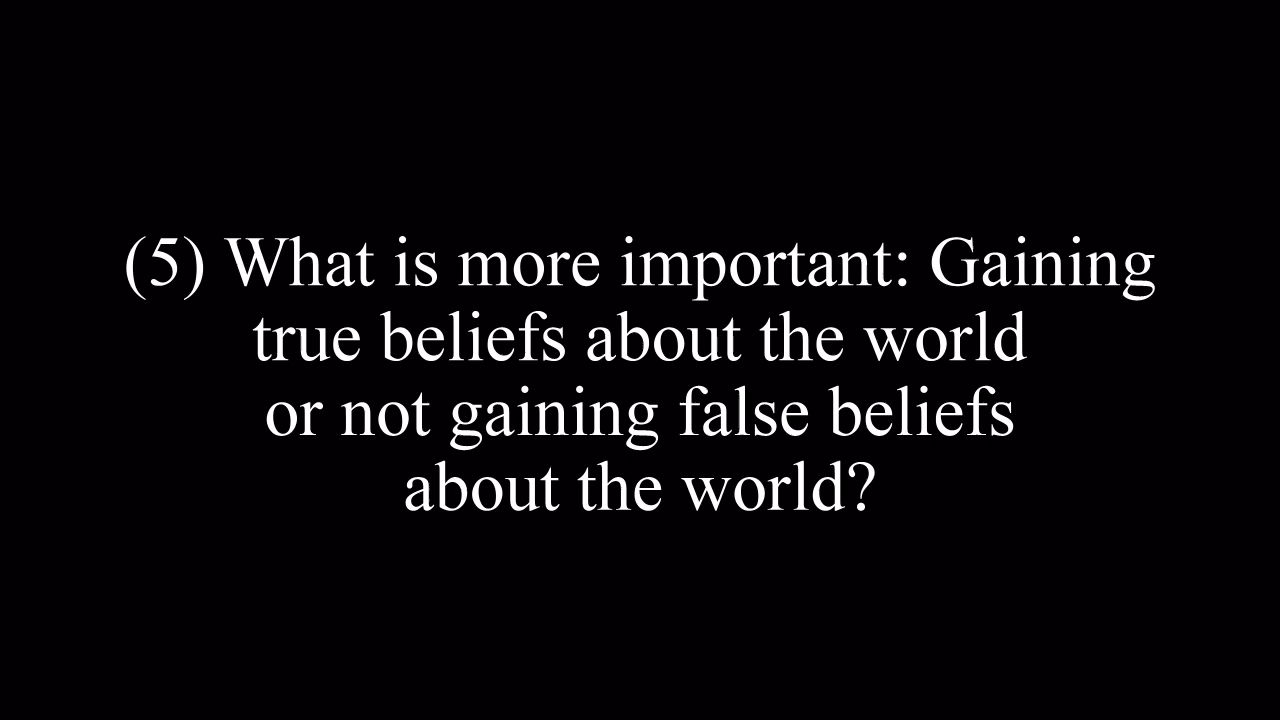 (5) What is more important: Gaining
true beliefs about the world
or not gaining false beliefs
about the world?